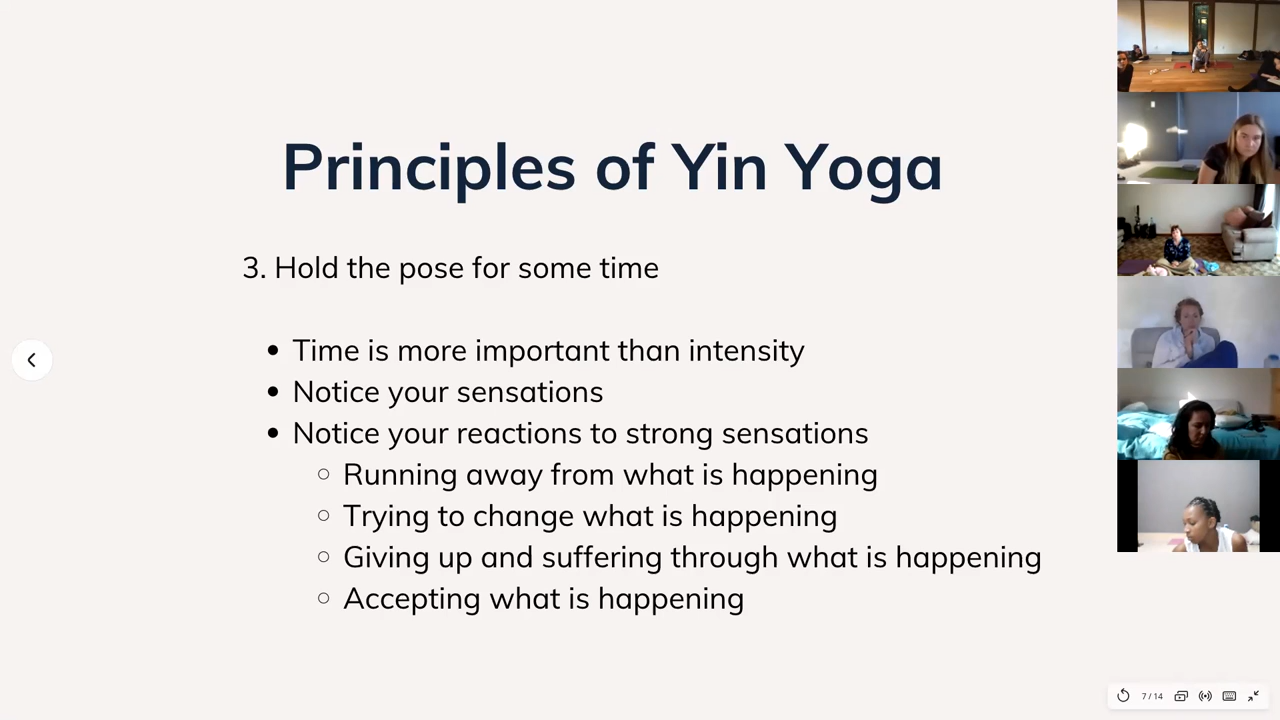 Principles of Yin Yoga
3. Hold the pose for some time
Time is more important than intensity
Notice your sensations
Notice your reactions to strong sensations
Running away from what is happening
Trying to change what is happening
Giving up and suffering through what is happening
Accepting what is happening
7 / 14